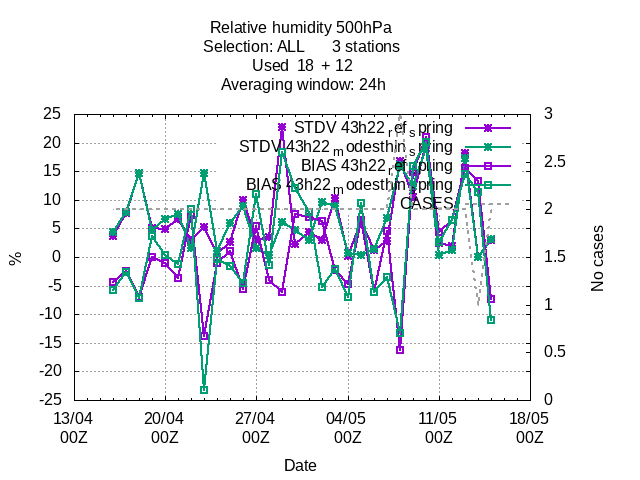 Relative humidity 500hPa
Selection: ALL 3 stations
Used 18 + 12
Averaging window: 24h
STDV 43h22_ref_spring
STDV 43h22_modesthin_spring
BIAS 43h22_ref_spring
BIAS 43h22_modesthin_spring
CASES
25
20
15
10
5
0
-5
-10
-15
-20
-25
%
3
2.5
2
1.5
1
0.5
0
No cases
13/04 20/04 27/04 04/05 11/05 18/05
00Z 00Z 00Z 00Z 00Z 00Z
Date